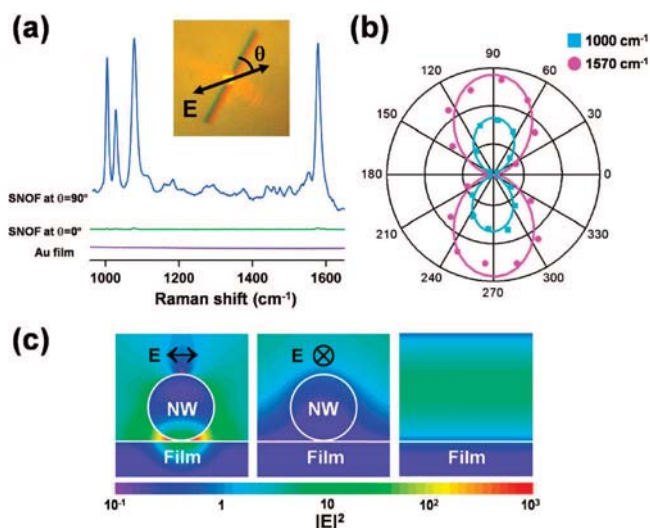 (a)
θ
E
SNOF at θ=90°
SNOF at θ=0°
Au film
1000 1200 1400 1600
Raman shift (cm-1)
(b)
1000 cm-1
1570 cm-1
90
120 60
150 30
180 0
210 330
240 300
270
(c)
E E
NW NW
Film Film Film
10-1 1 10 102 103
|E|2